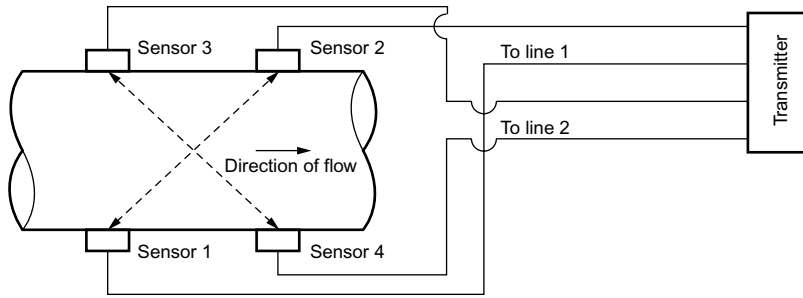 Sensor 3
Sensor 2
To line 1
To line 2
Transmitter
Direction of flow
Sensor 1
Sensor 4